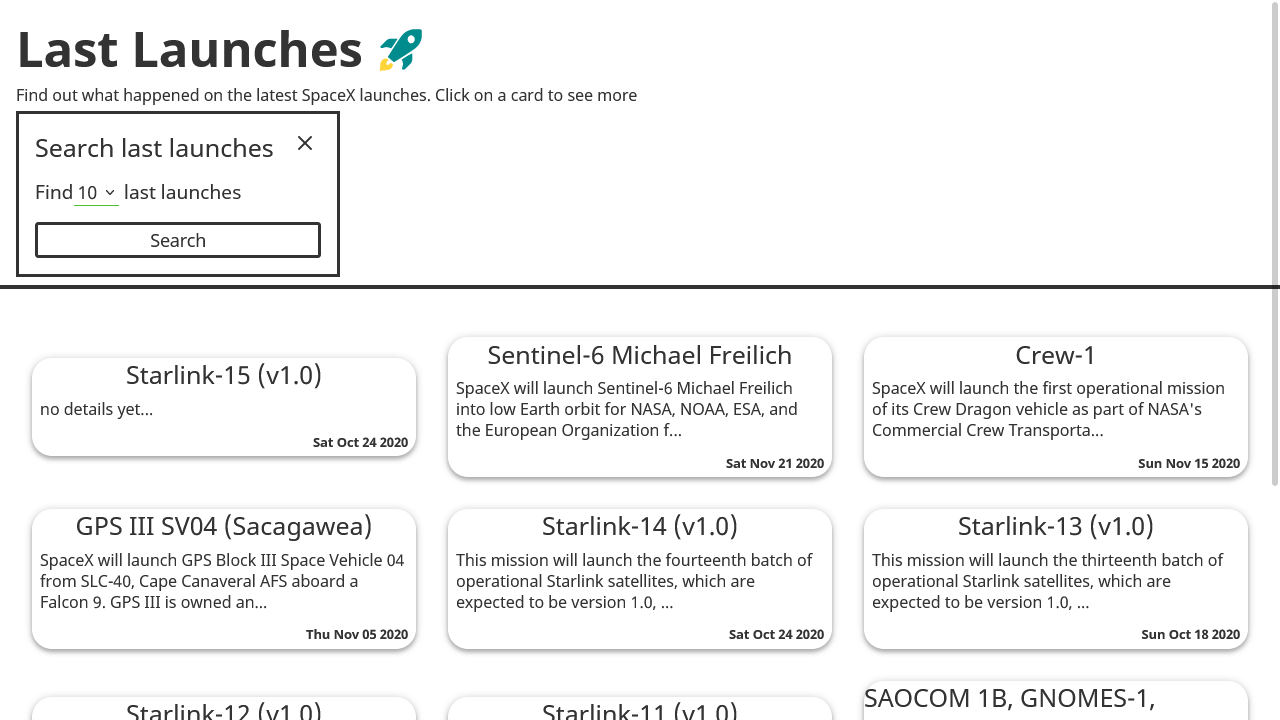 Last Launches
Find out what happened on the latest SpaceX launches. Click on a card to see more
Search last launches
Find 10 last launches
Search
Starlink-15 (v1.0)
no details yet...
Sat Oct 24 2020
Sentinel-6 Michael Freilich
SpaceX will launch Sentinel-6 Michael Freilich
into low Earth orbit for NASA, NOAA, ESA, and
the European Organization f...
Sat Nov 21 2020
Crew-1
SpaceX will launch the first operational mission
of its Crew Dragon vehicle as part of NASA's
Commercial Crew Transporta...
Sun Nov 15 2020
GPS III SV04 (Sacagawea)
SpaceX will launch GPS Block III Space Vehicle 04
from SLC-40, Cape Canaveral AFS aboard a
Falcon 9. GPS III is owned an...
Thu Nov 05 2020
Starlink-14 (v1.0)
This mission will launch the fourteenth batch of
operational Starlink satellites, which are
expected to be version 1.0, ...
Sat Oct 24 2020
Starlink-13 (v1.0)
This mission will launch the thirteenth batch of
operational Starlink satellites, which are
expected to be version 1.0, ...
Sun Oct 18 2020
Starlink-12 (v1.0)
Starlink-11 (v1.0)
SAOCOM 1B, GNOMES-1,